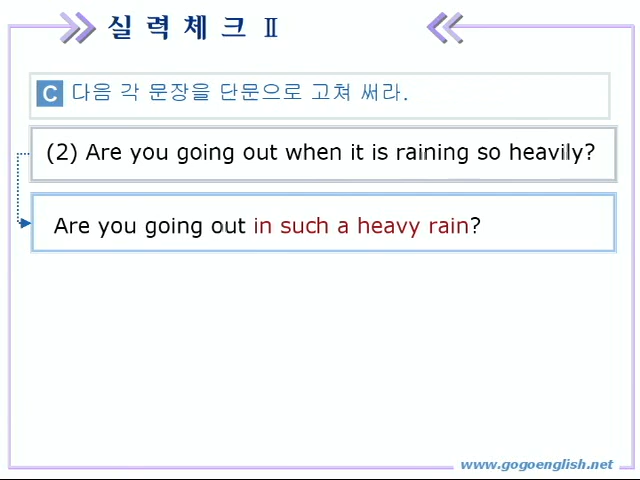 실 력 체 크 Ⅱ
C 다음 각 문장을 단문으로 고쳐 써라.
(2) Are you going out when it is raining so heavily?
Are you going out in such a heavy rain?
www.gogoenglish.net